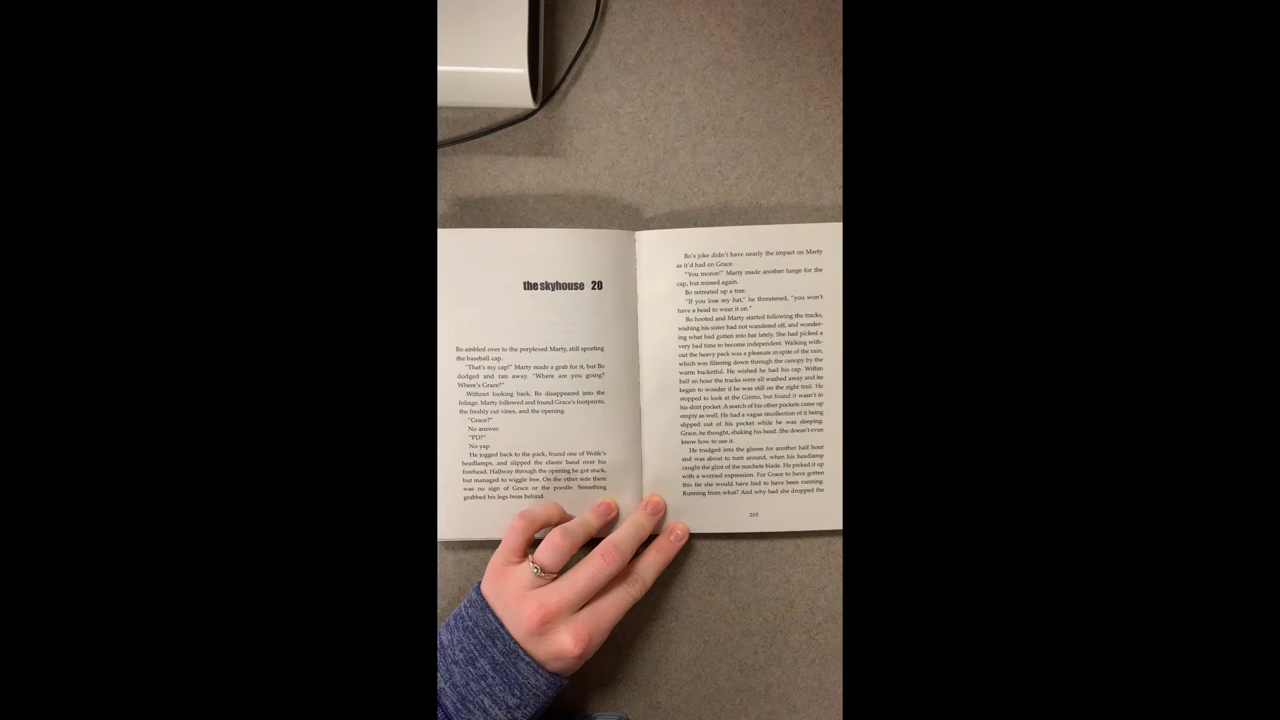 the skyhouse 20
Bo ambled over to the perplexed Marty, still sporting
the baseball cap.
"That's my cap!" Marty made a grab for it, but Bo
dodged and ran away. "Where are you going?
Where's Grace?"
Without looking back, Bo disappeared into the
foliage. Marty followed and found Grace's footprints,
the freshly cut vines, and the opening.
"Grace?"
No answer.
"PD?"
No yap.
He jogged back to the pack, found one of Wolfe's
headlamps, and slipped the elastic band over his
forehead. Halfway through the opening he got stuck,
but managed to wiggle free. On the other side there
was no sign of Grace or the poodle. Something
grabbed his legs from behind.
Bo's joke didn't have nearly the impact on Marty
as it'd had on Grace.
"You moron!" Marty made another lunge for the
cap, but missed again.
Bo retreated up a tree.
"If you lose my hat," he threatened, "you won't
have a head to wear it on."
Bo hooted and Marty started following the tracks,
wishing his sister had not wandered off, and wonder-
ing what had gotten into her lately. She had picked a
very bad time to become independent. Walking with-
out the heavy pack was a pleasure in spite of the rain,
which was filtering down through the canopy by the
warm bucketful. He wished he had his cap. Within
half an hour the tracks were all washed away and he
began to wonder if he was still on the right trail. He
stopped to look at the Gizmo, but found it wasn't in
his shirt pocket. A search of his other pockets came up
empty as well. He had a vague recollection of it being
slipped out of his pocket while he was sleeping.
Grace, he thought, shaking his head. She doesn't even
know how to use it.
He trudged into the gloom for another half hour
and was about to turn around, when his headlamp
caught the glint of the machete blade. He picked it up
with a worried expression. For Grace to have gotten
this far she would have had to have been running.
Running from what? And why had she dropped the
205